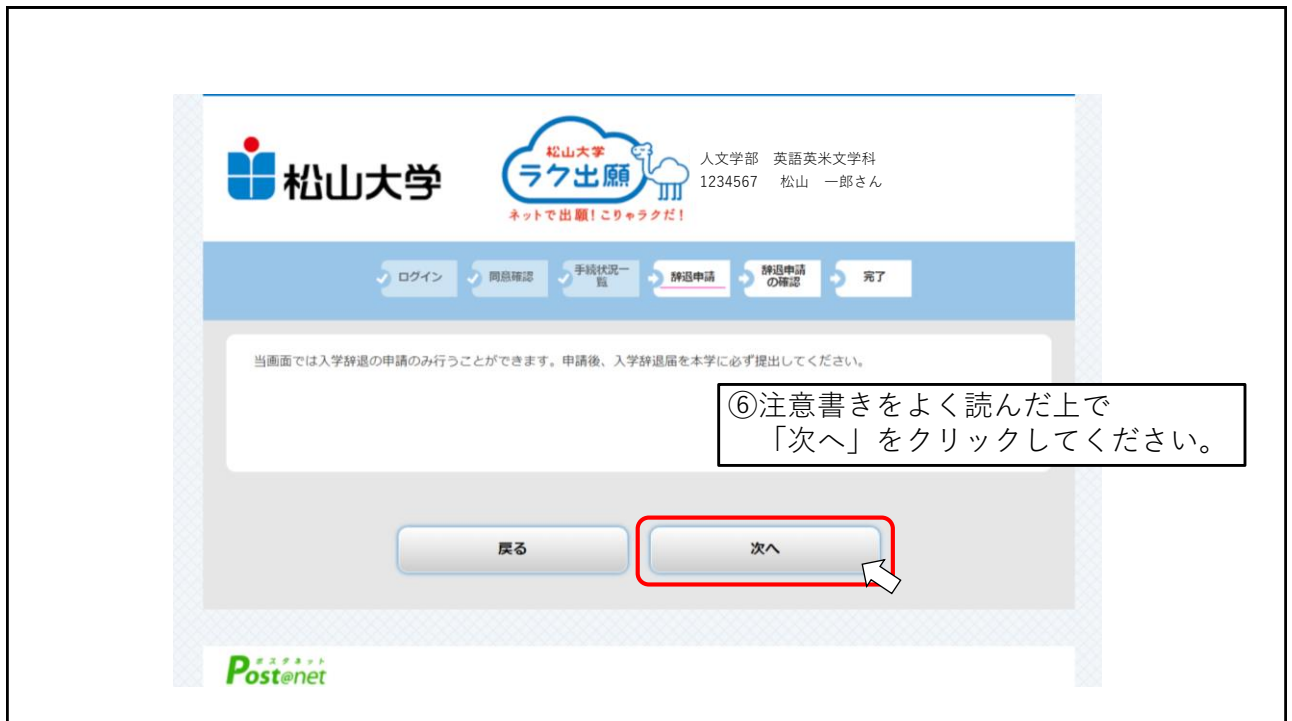 松山大学
松山大学
ラク出願
ネットで出願!こりゃラクだ!
人文学部 英語英米文学科
1234567 松山 一郎さん
ログイン
同意確認
手続状況一
覧
辞退申請
辞退申請
の確認
完了
当画面では入学辞退の申請のみ行うことができます。申請後、入学辞退届を本学に必ず提出してください。
⑥注意書きをよく読んだ上で
「次へ」をクリックしてください。
戻る
次へ
ポスタネット
Post@net